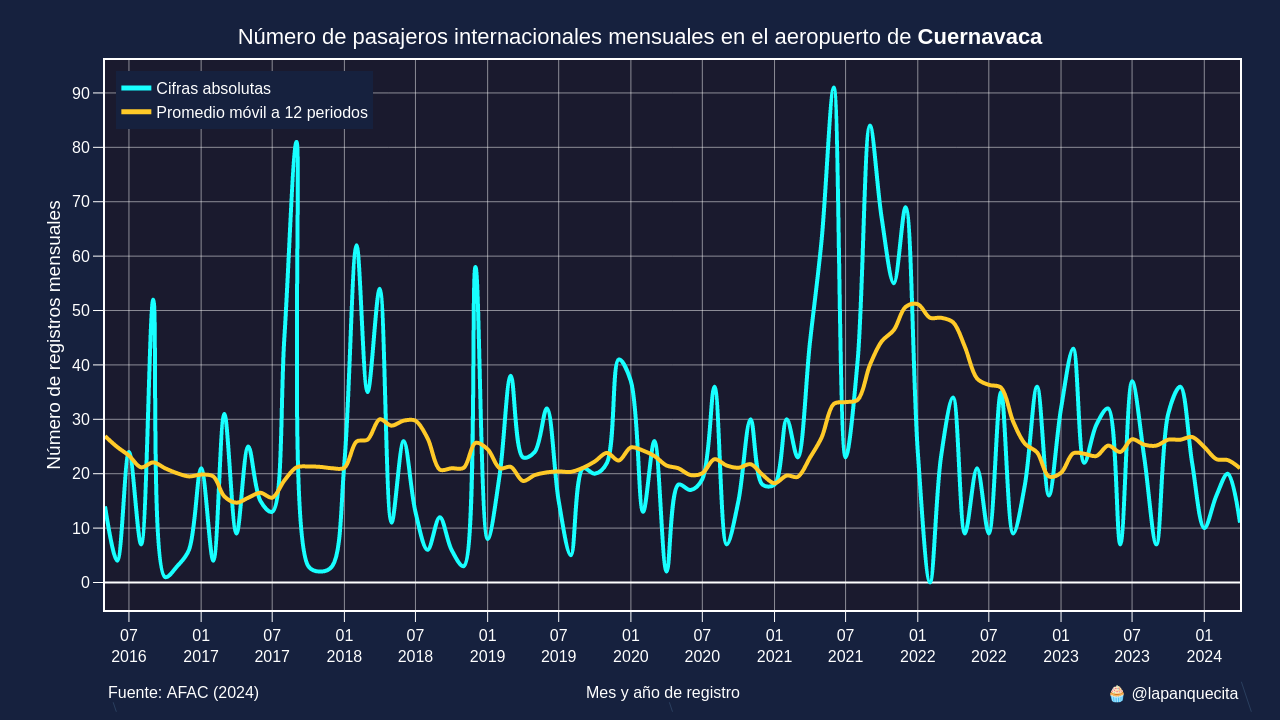 Número de pasajeros internacionales mensuales en el aeropuerto de Cuernavaca
Cifras absolutas
Promedio móvil a 12 periodos
Número de registros mensuales
90
80
70
60
50
40
30
20
10
0
07 01 07 01 07 01 07 01 07 01 07 01 07 01 07 01
2016 2017 2017 2018 2018 2019 2019 2020 2020 2021 2021 2022 2022 2023 2023 2024
Fuente: AFAC (2024) Mes y año de registro 🧁 @lapanquecita